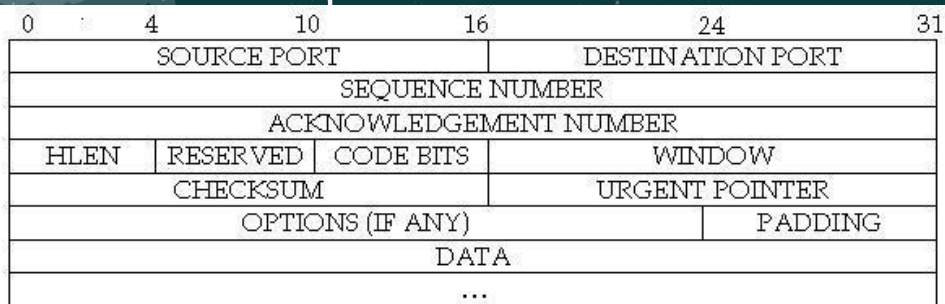 0 4 10 16 24 31
SOURCE PORT DESTINATION PORT
SEQUENCE NUMBER
ACKNOWLEDGEMENT NUMBER
HLEN RESERVED CODE BITS WINDOW
CHECKSUM URGENT POINTER
OPTIONS (IF ANY) PADDING
DATA
...